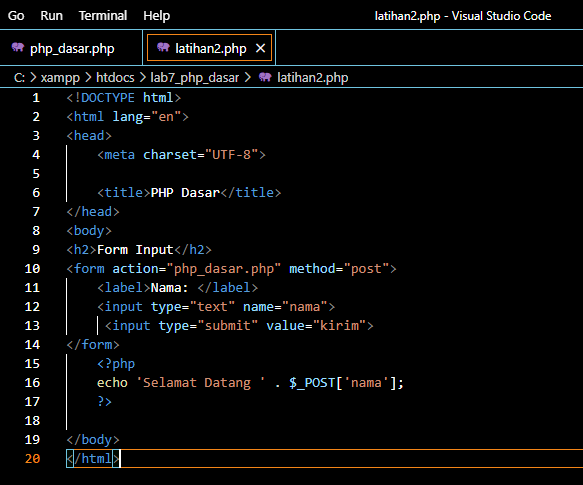 Go Run Terminal Help latihan2.php - Visual Studio Code
php_dasar.php latihan2.php ×
C: > xampp > htdocs > lab7_php_dasar > latihan2.php
1 <!DOCTYPE html>
2 <html lang="en">
3 <head>
4 <meta charset="UTF-8">
5
6 <title>PHP Dasar</title>
7 </head>
8 <body>
9 <h2>Form Input</h2>
10 <form action="php_dasar.php" method="post">
11 <label>Nama: </label>
12 <input type="text" name="nama">
13 <input type="submit" value="kirim">
14 </form>
15 <?php
16 echo 'Selamat Datang ' . $_POST['nama'];
17 ?>
18
19 </body>
20 </html>